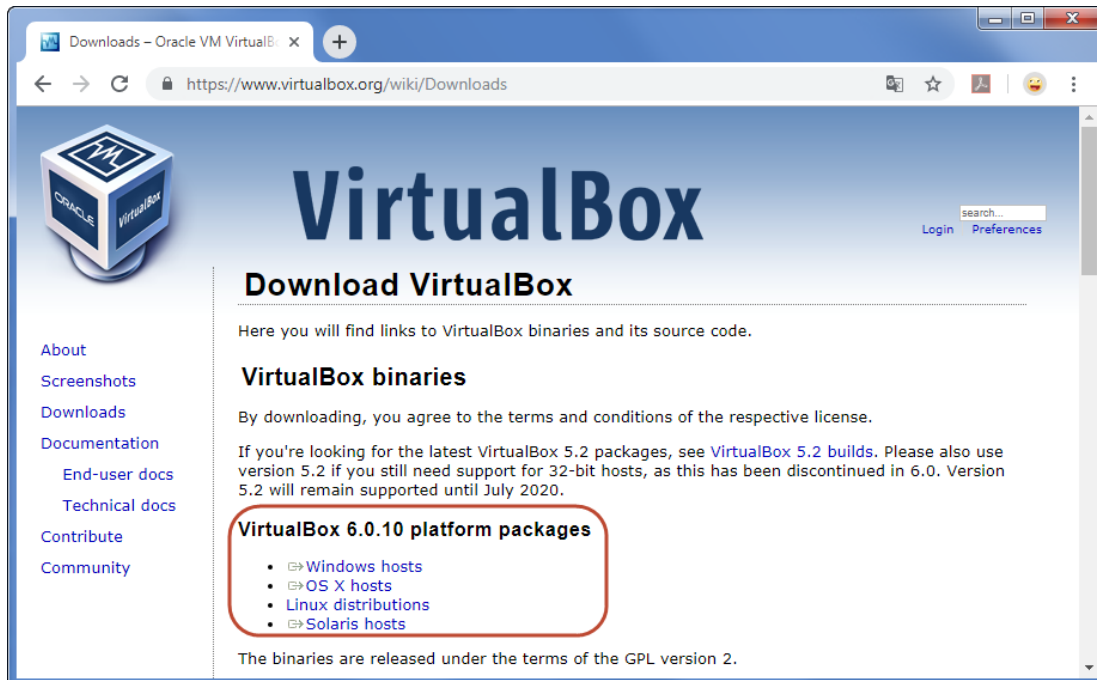 Downloads – Oracle VM VirtualB
https://www.virtualbox.org/wiki/Downloads
ORACLE
VirtualBox
VirtualBox
search...
Login Preferences
Download VirtualBox
Here you will find links to VirtualBox binaries and its source code.
About
Screenshots
Downloads
Documentation
End-user docs
Technical docs
Contribute
Community
VirtualBox binaries
By downloading, you agree to the terms and conditions of the respective license.
If you're looking for the latest VirtualBox 5.2 packages, see VirtualBox 5.2 builds. Please also use
version 5.2 if you still need support for 32-bit hosts, as this has been discontinued in 6.0. Version
5.2 will remain supported until July 2020.
VirtualBox 6.0.10 platform packages
Windows hosts
OS X hosts
Linux distributions
Solaris hosts
The binaries are released under the terms of the GPL version 2.